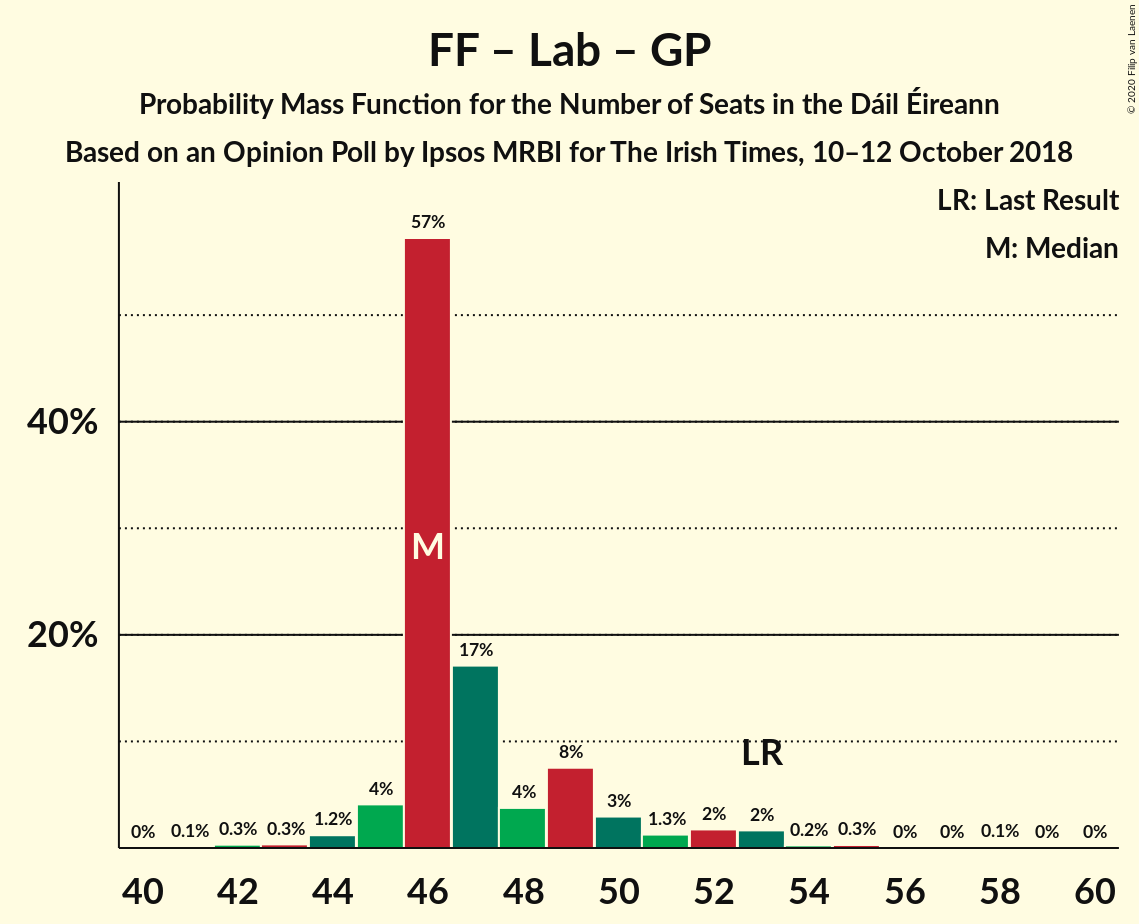 FF – Lab – GP
Probability Mass Function for the Number of Seats in the Dáil Éireann
Based on an Opinion Poll by Ipsos MRBI for The Irish Times, 10–12 October 2018
© 2020 Filip van Laenen
LR: Last Result
M: Median
57%
40%
M
20%
17%
LR
8%
4%
4%
3%
2%
2%
1.2%
1.3%
0%
0.1%
0.3%
0.3%
0.2%
0.3%
0%
0%
0.1%
0%
0%
40 42 44 46 48 50 52 54 56 58 60